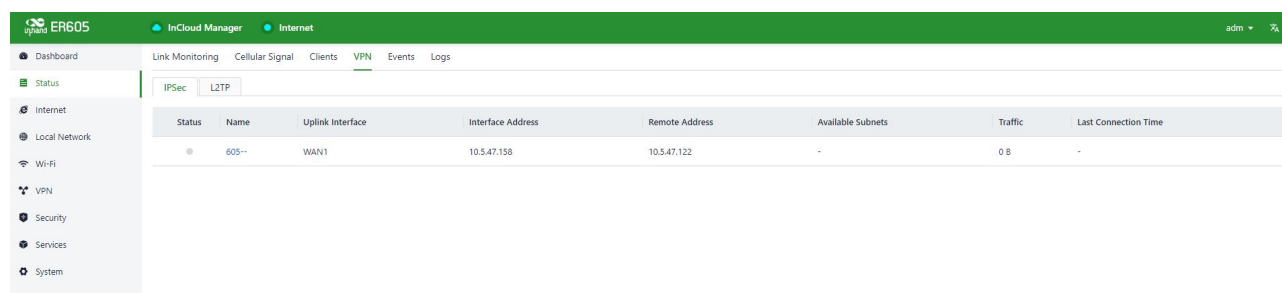 inhand ER605 InCloud Manager Internet adm
Dashboard
Status
Internet
Local Network
Wi-Fi
VPN
Security
Services
System
Link Monitoring Cellular Signal Clients VPN Events Logs
IPSec L2TP
Status Name Uplink Interface Interface Address Remote Address Available Subnets Traffic Last Connection Time
605-- WAN1 10.5.47.158 10.5.47.122 - 0 B -